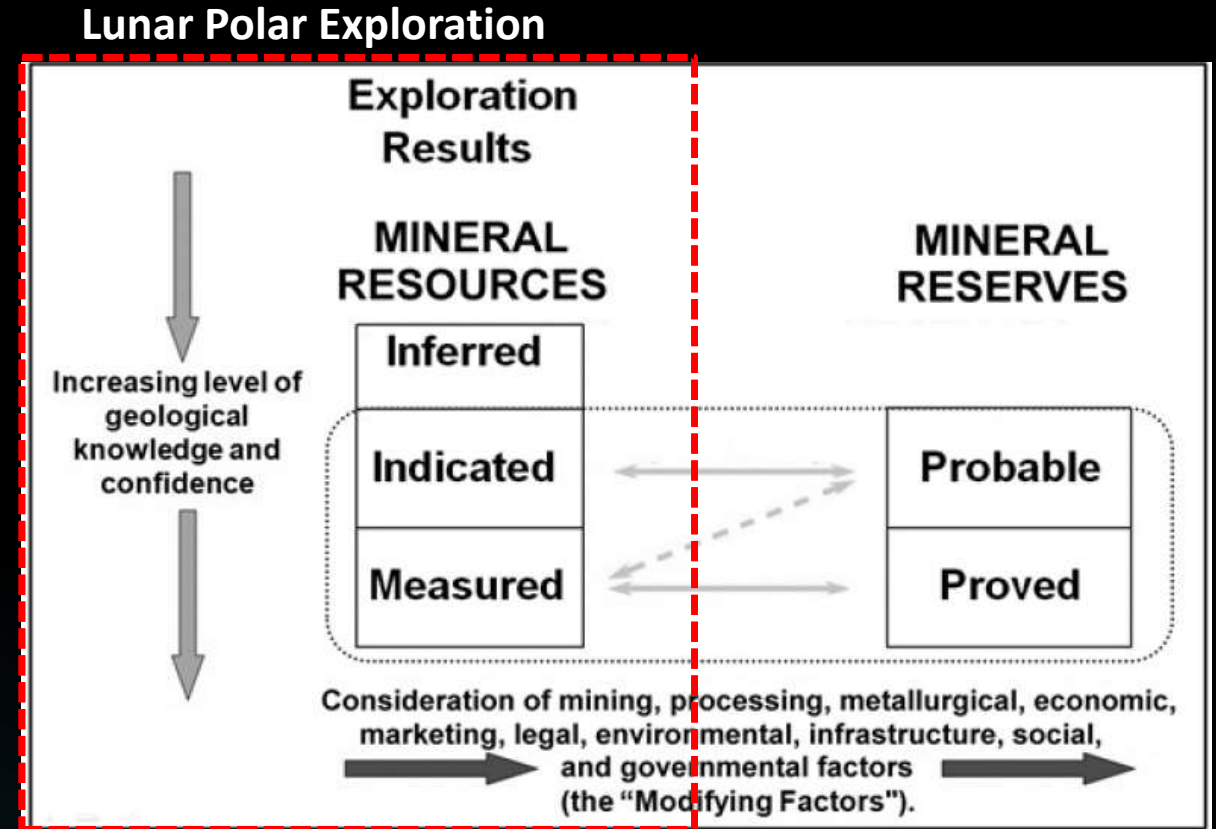 Lunar Polar Exploration
Exploration
Results
MINERAL
RESOURCES
MINERAL
RESERVES
Increasing level of
geological
knowledge and
confidence
Inferred
Indicated
Measured
Probable
Proved
Consideration of mining, processing, metallurgical, economic,
marketing, legal, environmental, infrastructure, social,
and governmental factors
(the “Modifying Factors").